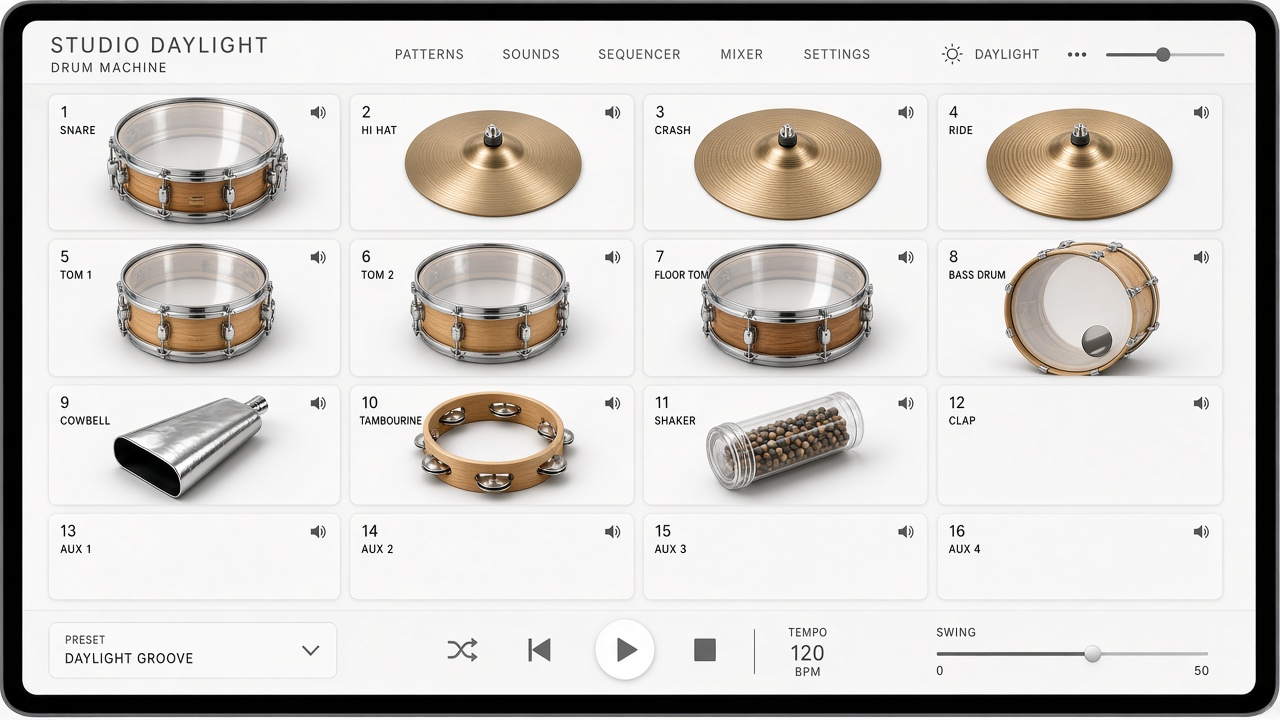 STUDIO DAYLIGHT
DRUM MACHINE
PATTERNS
SOUNDS
SEQUENCER
MIXER
SETTINGS
DAYLIGHT
1
SNARE
2
HI HAT
3
CRASH
4
RIDE
5
TOM 1
6
TOM 2
7
FLOOR TOM
8
BASS DRUM
9
COWBELL
10
TAMBOURINE
11
SHAKER
12
CLAP
13
AUX 1
14
AUX 2
15
AUX 3
16
AUX 4
PRESET
DAYLIGHT GROOVE
TEMPO
120
BPM
SWING
0
50